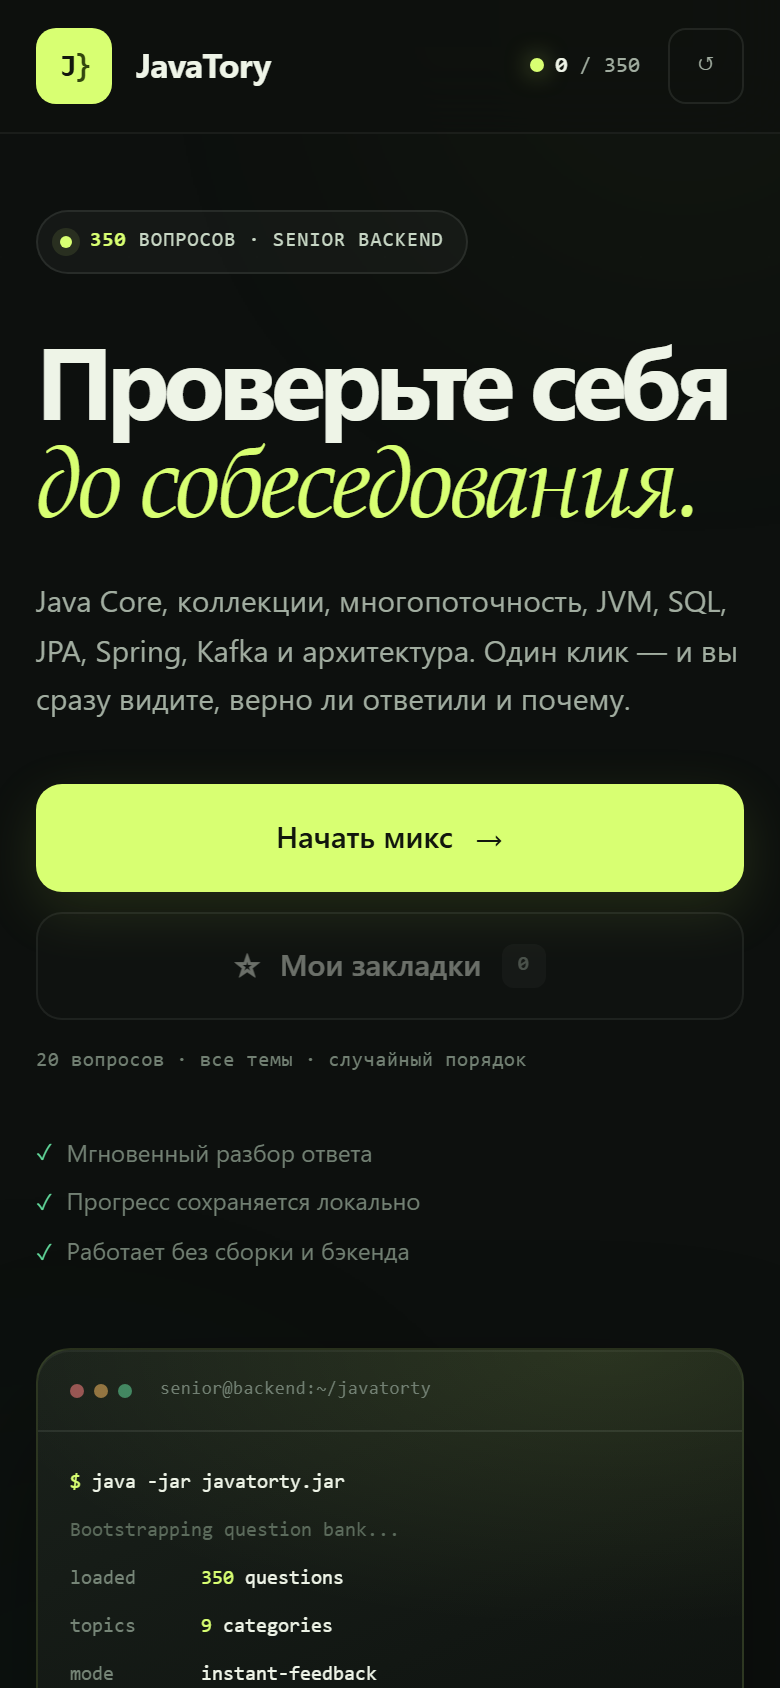 J} JavaTory 0 / 350 ↺
350 ВОПРОСОВ · SENIOR BACKEND
Проверьте себя
до собеседования.
Java Core, коллекции, многопоточность, JVM, SQL,
JPA, Spring, Kafka и архитектура. Один клик — и вы
сразу видите, верно ли ответили и почему.
Начать микс →
☆ Мои закладки 0
20 вопросов · все темы · случайный порядок
✓ Мгновенный разбор ответа
✓ Прогресс сохраняется локально
✓ Работает без сборки и бэкенда
senior@backend:~/javatorty
$ java -jar javatorty.jar
Bootstrapping question bank...
loaded 350 questions
topics 9 categories
mode instant-feedback